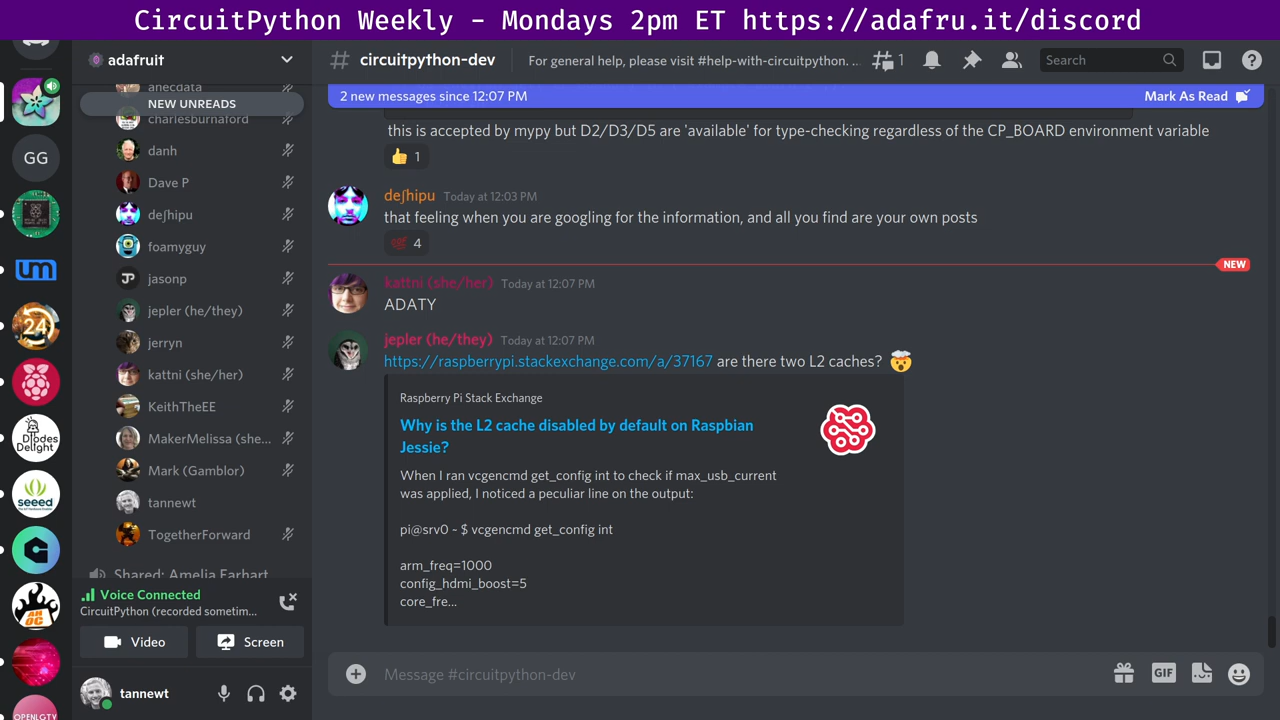 CircuitPython Weekly - Mondays 2pm ET https://adafru.it/discord
adafruit
anecdata
NEW UNREADS
charlesburnaford
danh
Dave P
deʃhipu
foamyguy
jasonp
jepler (he/they)
jerryn
kattni (she/her)
KeithTheEE
MakerMelissa (she...
Mark (Gamblor)
tannewt
TogetherForward
Shared: Amelia Earhart
Voice Connected
CircuitPython (recorded sometim...
Video
Screen
tannewt
GG
JP
24
Diodes Delight
seeed
OPENLGTV
circuitpython-dev
For general help, please visit #help-with-circuitpython. ...
1
Search
2 new messages since 12:07 PM
Mark As Read
this is accepted by mypy but D2/D3/D5 are 'available' for type-checking regardless of the CP_BOARD environment variable
1
deʃhipu Today at 12:03 PM
that feeling when you are googling for the information, and all you find are your own posts
4
NEW
kattni (she/her) Today at 12:07 PM
ADATY
jepler (he/they) Today at 12:07 PM
https://raspberrypi.stackexchange.com/a/37167 are there two L2 caches?
Raspberry Pi Stack Exchange
Why is the L2 cache disabled by default on Raspbian
Jessie?
When I ran vcgencmd get_config int to check if max_usb_current
was applied, I noticed a peculiar line on the output:
pi@srv0 ~ $ vcgencmd get_config int
arm_freq=1000
config_hdmi_boost=5
core_fre...
Message #circuitpython-dev
GIF